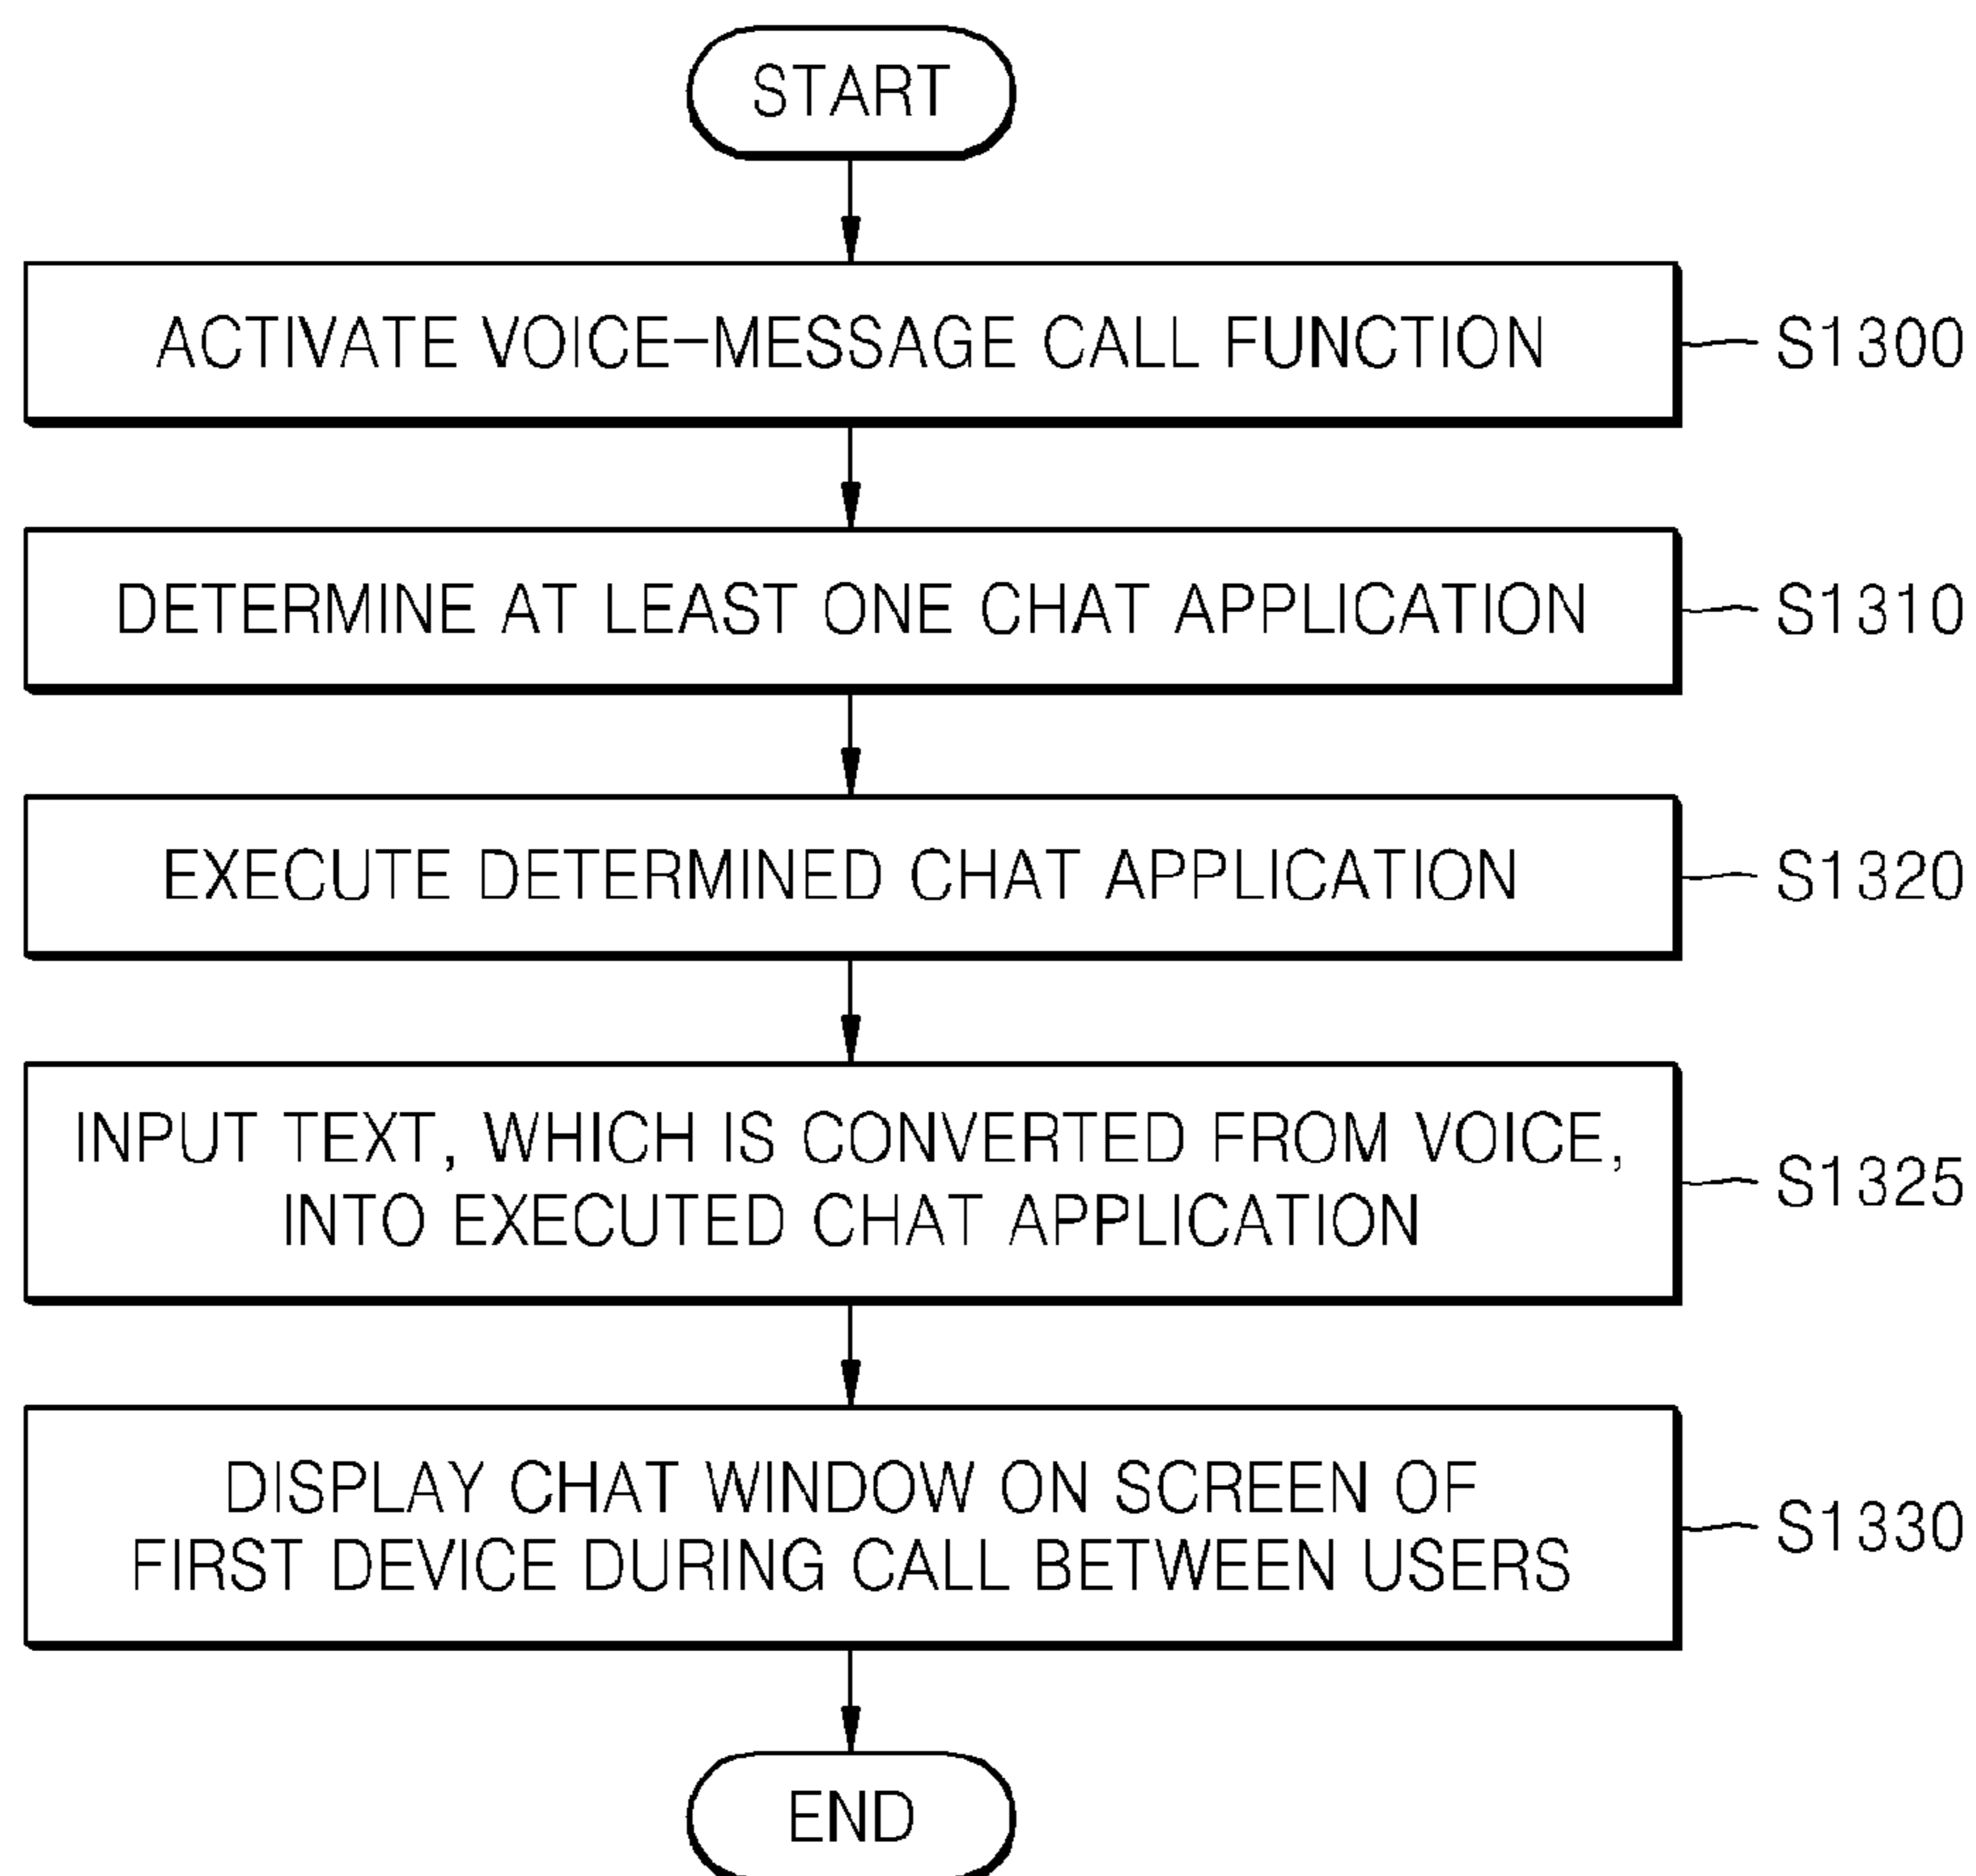 START
ACTIVATE VOICE-MESSAGE CALL FUNCTION
S1300
DETERMINE AT LEAST ONE CHAT APPLICATION
S1310
EXECUTE DETERMINED CHAT APPLICATION
S1320
INPUT TEXT, WHICH IS CONVERTED FROM VOICE,
INTO EXECUTED CHAT APPLICATION
S1325
DISPLAY CHAT WINDOW ON SCREEN OF
FIRST DEVICE DURING CALL BETWEEN USERS
S1330
END